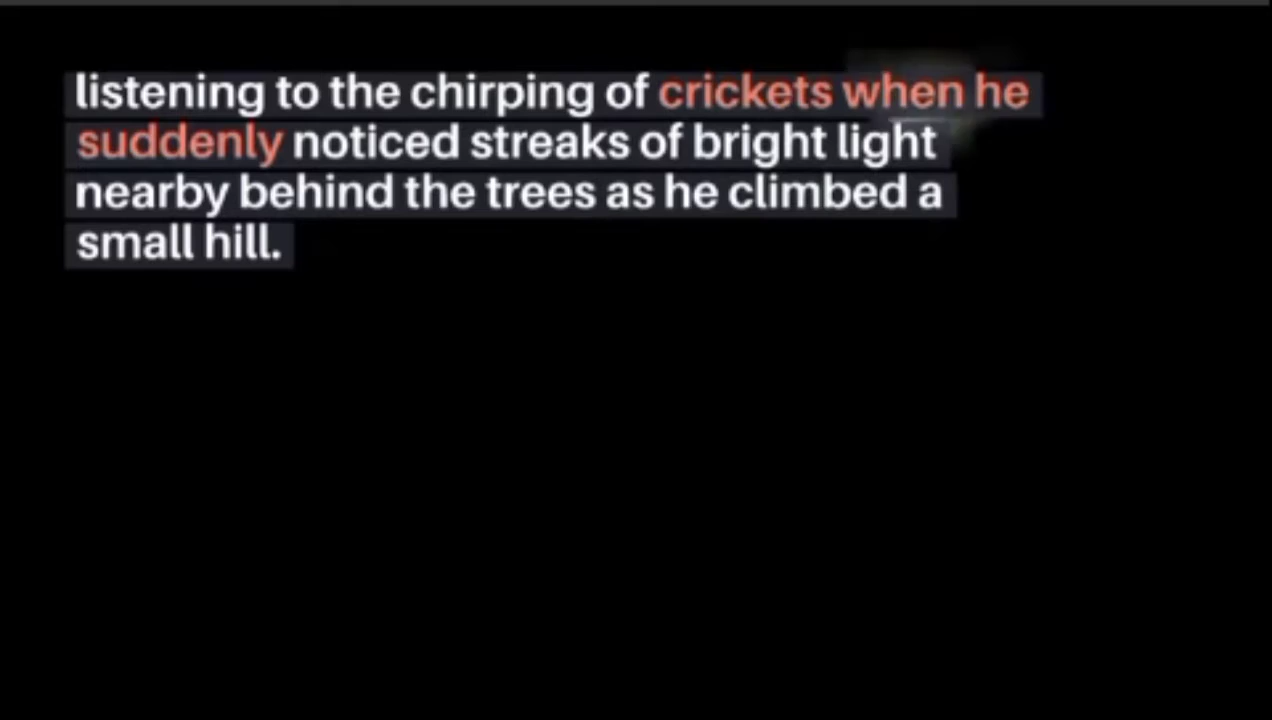 listening to the chirping of crickets when he
suddenly noticed streaks of bright light
nearby behind the trees as he climbed a
small hill.